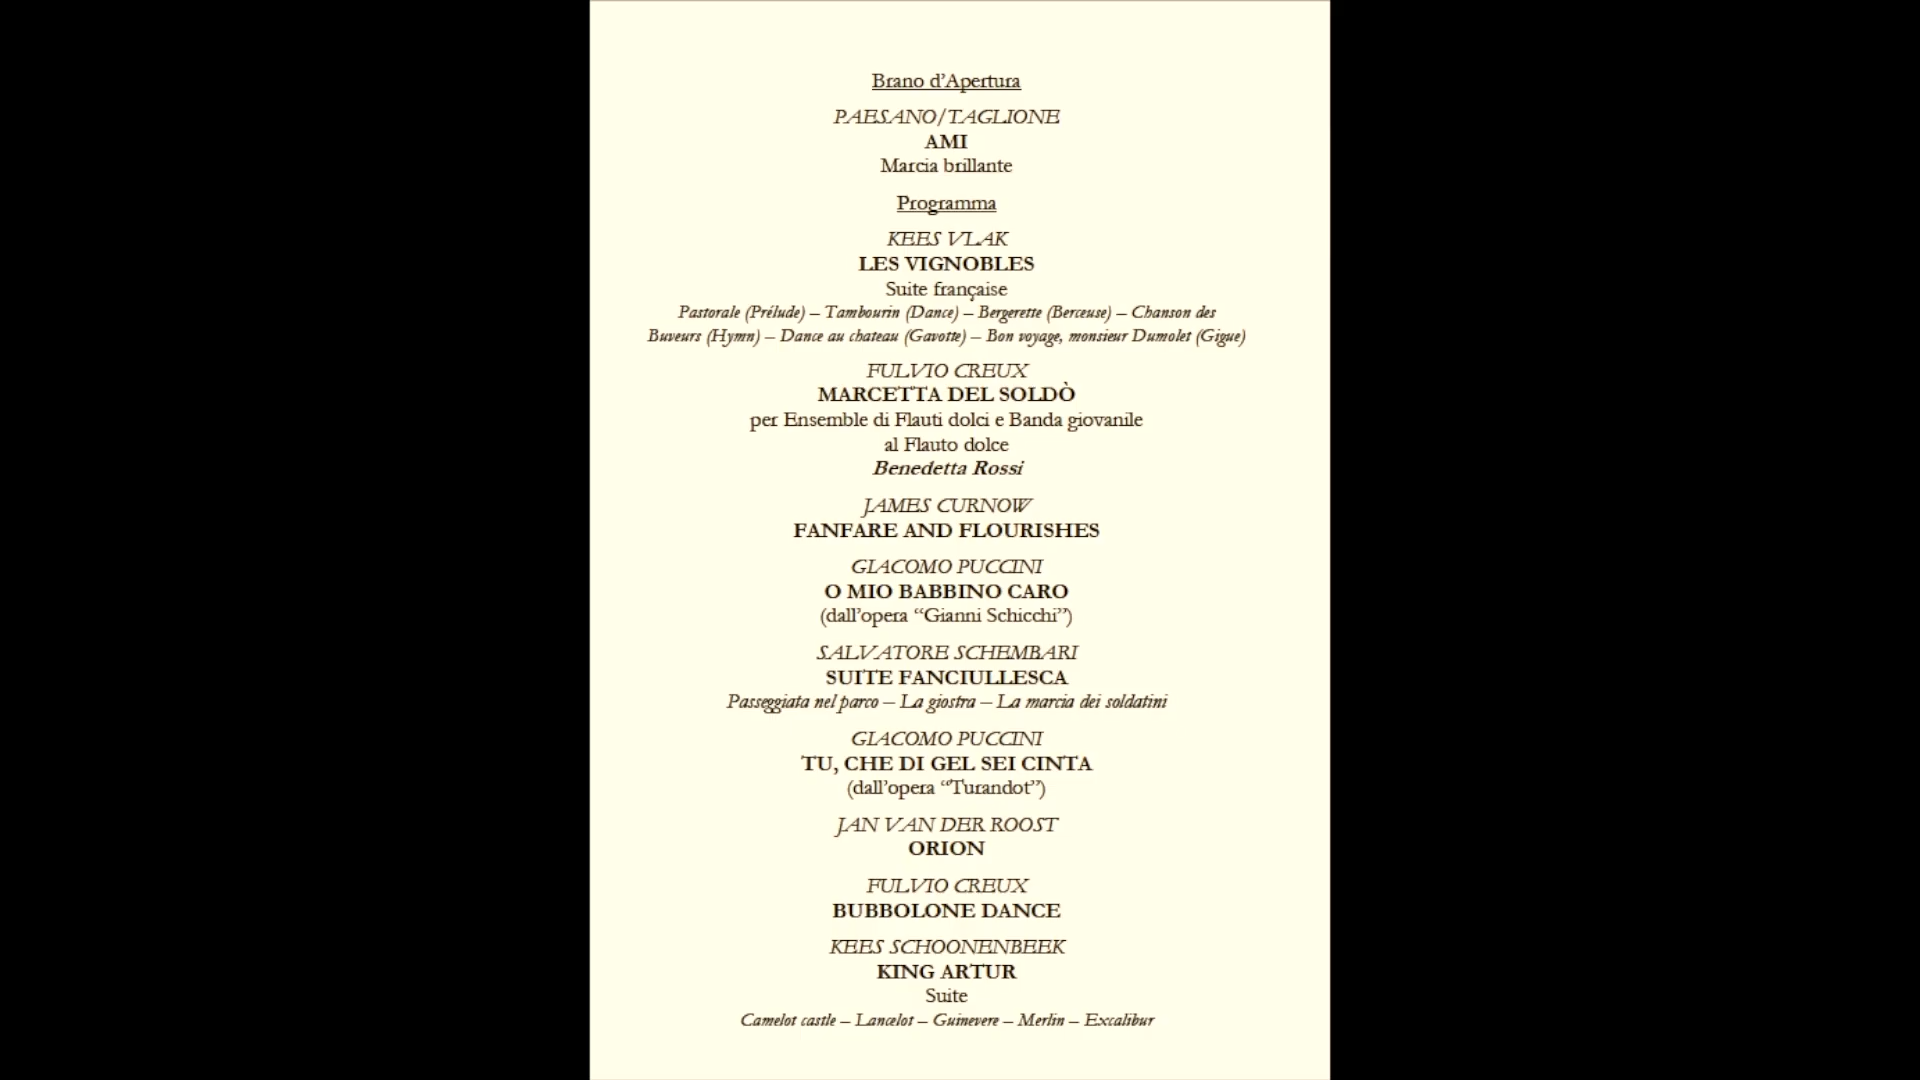 Brano d’Apertura
PAESANO/TAGLIONE
AMI
Marcia brillante
Programma
KEES VLAK
LES VIGNOBLES
Suite française
Pastorale (Prélude) – Tambourin (Dance) – Bergerette (Berceuse) – Chanson des
Buveurs (Hymn) – Dance au chateau (Gavotte) – Bon voyage, monsieur Dumolet (Gigue)
FULVIO CREUX
MARCETTA DEL SOLDÒ
per Ensemble di Flauti dolci e Banda giovanile
al Flauto dolce
Benedetta Rossi
JAMES CURNOW
FANFARE AND FLOURISHES
GIACOMO PUCCINI
O MIO BABBINO CARO
(dall’opera “Gianni Schicchi”)
SALVATORE SCHEMBARI
SUITE FANCIULLESCA
Passeggiata nel parco – La giostra – La marcia dei soldatini
GIACOMO PUCCINI
TU, CHE DI GEL SEI CINTA
(dall’opera “Turandot”)
JAN VAN DER ROOST
ORION
FULVIO CREUX
BUBBOLONE DANCE
KEES SCHOONENBEEK
KING ARTUR
Suite
Camelot castle – Lancelot – Guinevere – Merlin – Excalibur